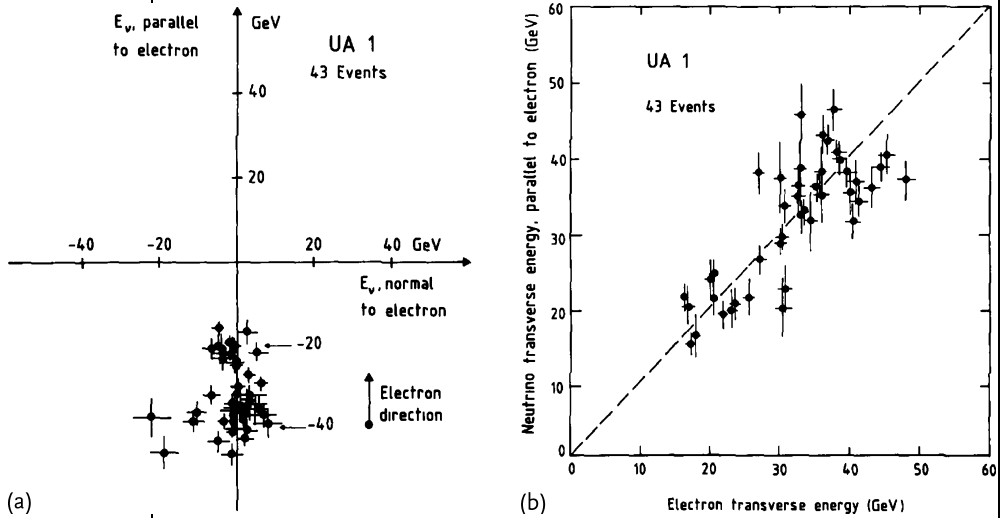 E_ν, parallel
to electron
GeV
UA 1
43 Events
40
20
-40
-20
20
40 GeV
E_ν, normal
to electron
-20
Electron
direction
-40
(a)
Neutrino transverse energy, parallel to electron (GeV)
60
50
40
30
20
10
0
UA 1
43 Events
0
10
20
30
40
50
60
Electron transverse energy (GeV)
(b)